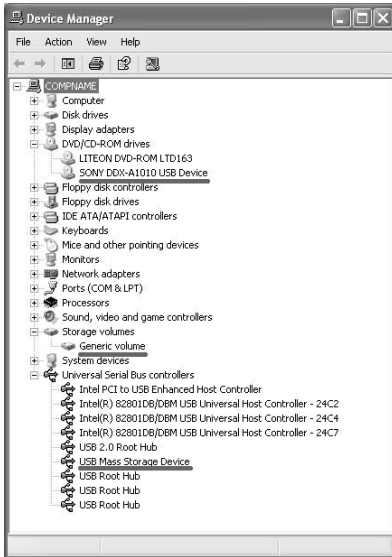 Device Manager
File Action View Help
COMPNAME
Computer
Disk drives
Display adapters
DVD/CD-ROM drives
LITEON DVD-ROM LTD163
SONY DDX-A1010 USB Device
Floppy disk controllers
Floppy disk drives
IDE ATA/ATAPI controllers
Keyboards
Mice and other pointing devices
Monitors
Network adapters
Ports (COM & LPT)
Processors
Sound, video and game controllers
Storage volumes
Generic volume
System devices
Universal Serial Bus controllers
Intel PCI to USB Enhanced Host Controller
Intel(R) 82801DB/DBM USB Universal Host Controller - 24C2
Intel(R) 82801DB/DBM USB Universal Host Controller - 24C4
Intel(R) 82801DB/DBM USB Universal Host Controller - 24C7
USB 2.0 Root Hub
USB Mass Storage Device
USB Root Hub
USB Root Hub
USB Root Hub